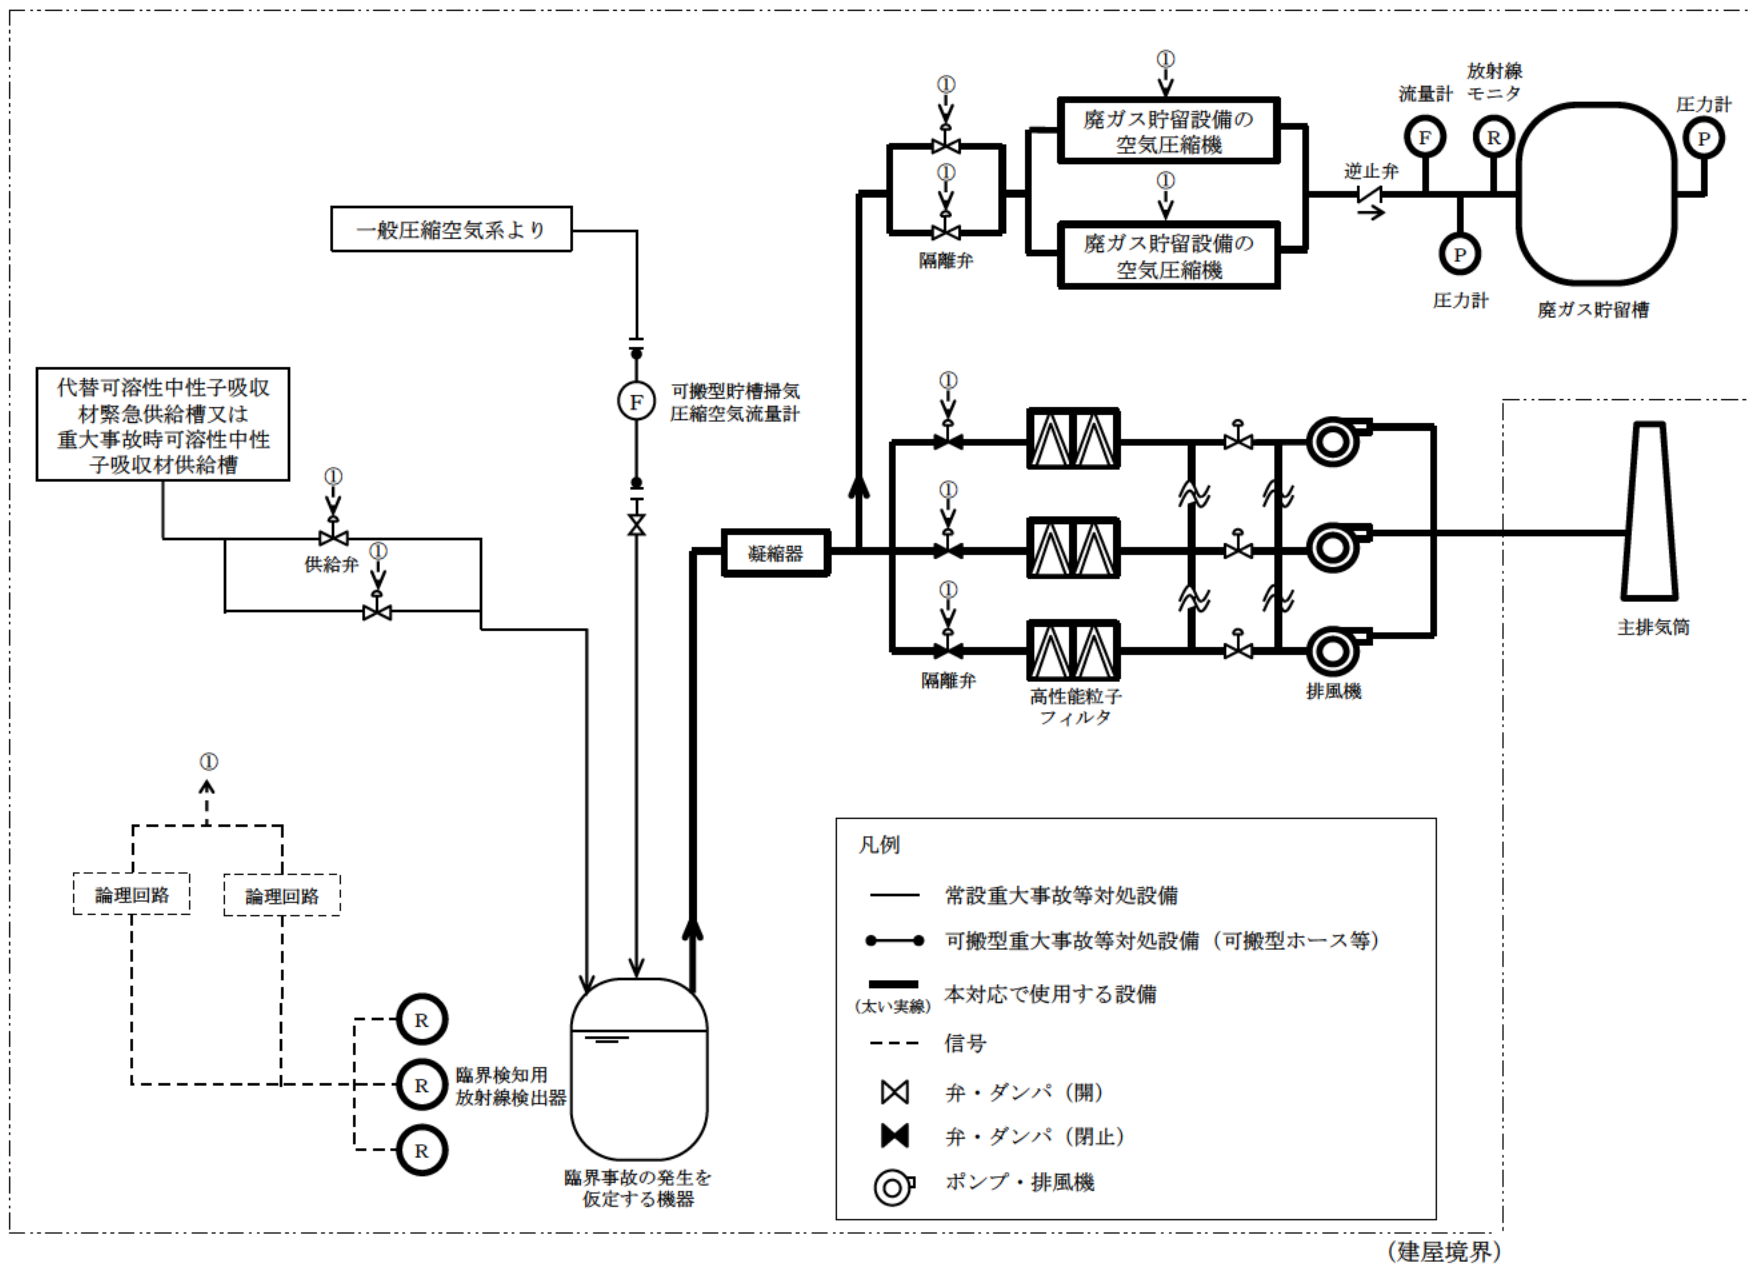 ①
①
廃ガス貯留設備の
空気圧縮機
流量計
放射線
モニタ
圧力計
F
R
P
①
①
逆止弁
一般圧縮空気系より
隔離弁
廃ガス貯留設備の
空気圧縮機
P
圧力計
廃ガス貯留槽
代替可溶性中性子吸収
材緊急供給槽又は
重大事故時可溶性中性
子吸収材供給槽
F
可搬型貯槽掃気
圧縮空気流量計
①
①
①
供給弁
①
凝縮器
①
隔離弁
高性能粒子
フィルタ
排風機
主排気筒
①
論理回路
論理回路
R
R
R
臨界検知用
放射線検出器
臨界事故の発生を
仮定する機器
凡例
常設重大事故等対処設備
可搬型重大事故等対処設備（可搬型ホース等）
(太い実線)
本対応で使用する設備
信号
弁・ダンパ（開）
弁・ダンパ（閉止）
ポンプ・排風機
（建屋境界）